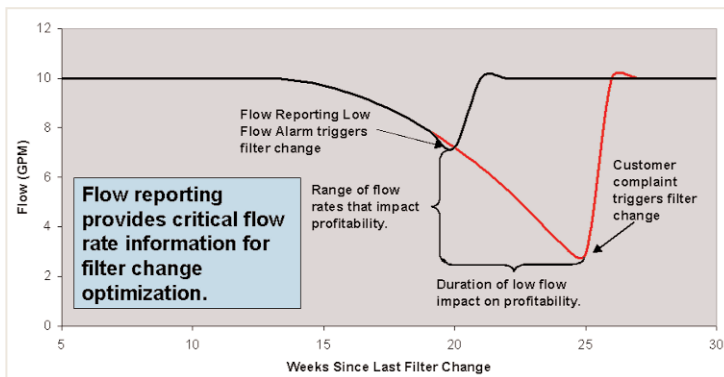 12
10
8
6
4
2
0
Flow (GPM)
Flow Reporting Low
Flow Alarm triggers
filter change
Range of flow
rates that impact
profitability.
Customer
complaint
triggers filter
change
Flow reporting
provides critical flow
rate information for
filter change
optimization.
Duration of low flow
impact on profitability.
5 10 15 20 25 30
Weeks Since Last Filter Change